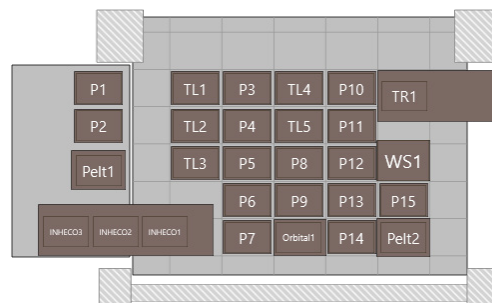 P1
P2
Pelt1
INHECO3 INHECO2 INHECO1
TL1 P3 TL4 P10 TR1
TL2 P4 TL5 P11
TL3 P5 P8 P12 WS1
P6 P9 P13 P15
P7 Orbital1 P14 Pelt2